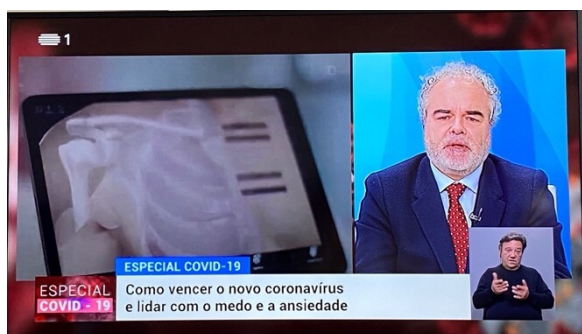 1
ESPECIAL COVID-19
ESPECIAL
COVID - 19
Como vencer o novo coronavírus
e lidar com o medo e a ansiedade